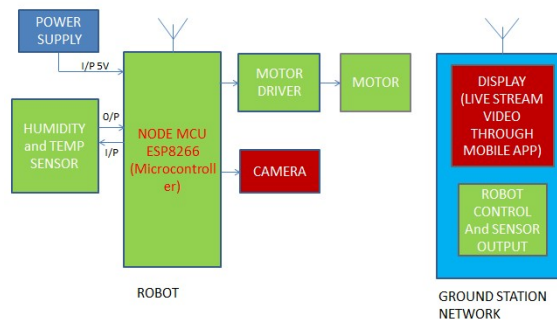 POWER
SUPPLY
I/P 5V
HUMIDITY
and TEMP
SENSOR
O/P
I/P
NODE MCU
ESP8266
(Microcontroll
er)
MOTOR
DRIVER
MOTOR
CAMERA
ROBOT
DISPLAY
(LIVE STREAM
VIDEO
THROUGH
MOBILE APP)
ROBOT
CONTROL
And SENSOR
OUTPUT
GROUND STATION
NETWORK